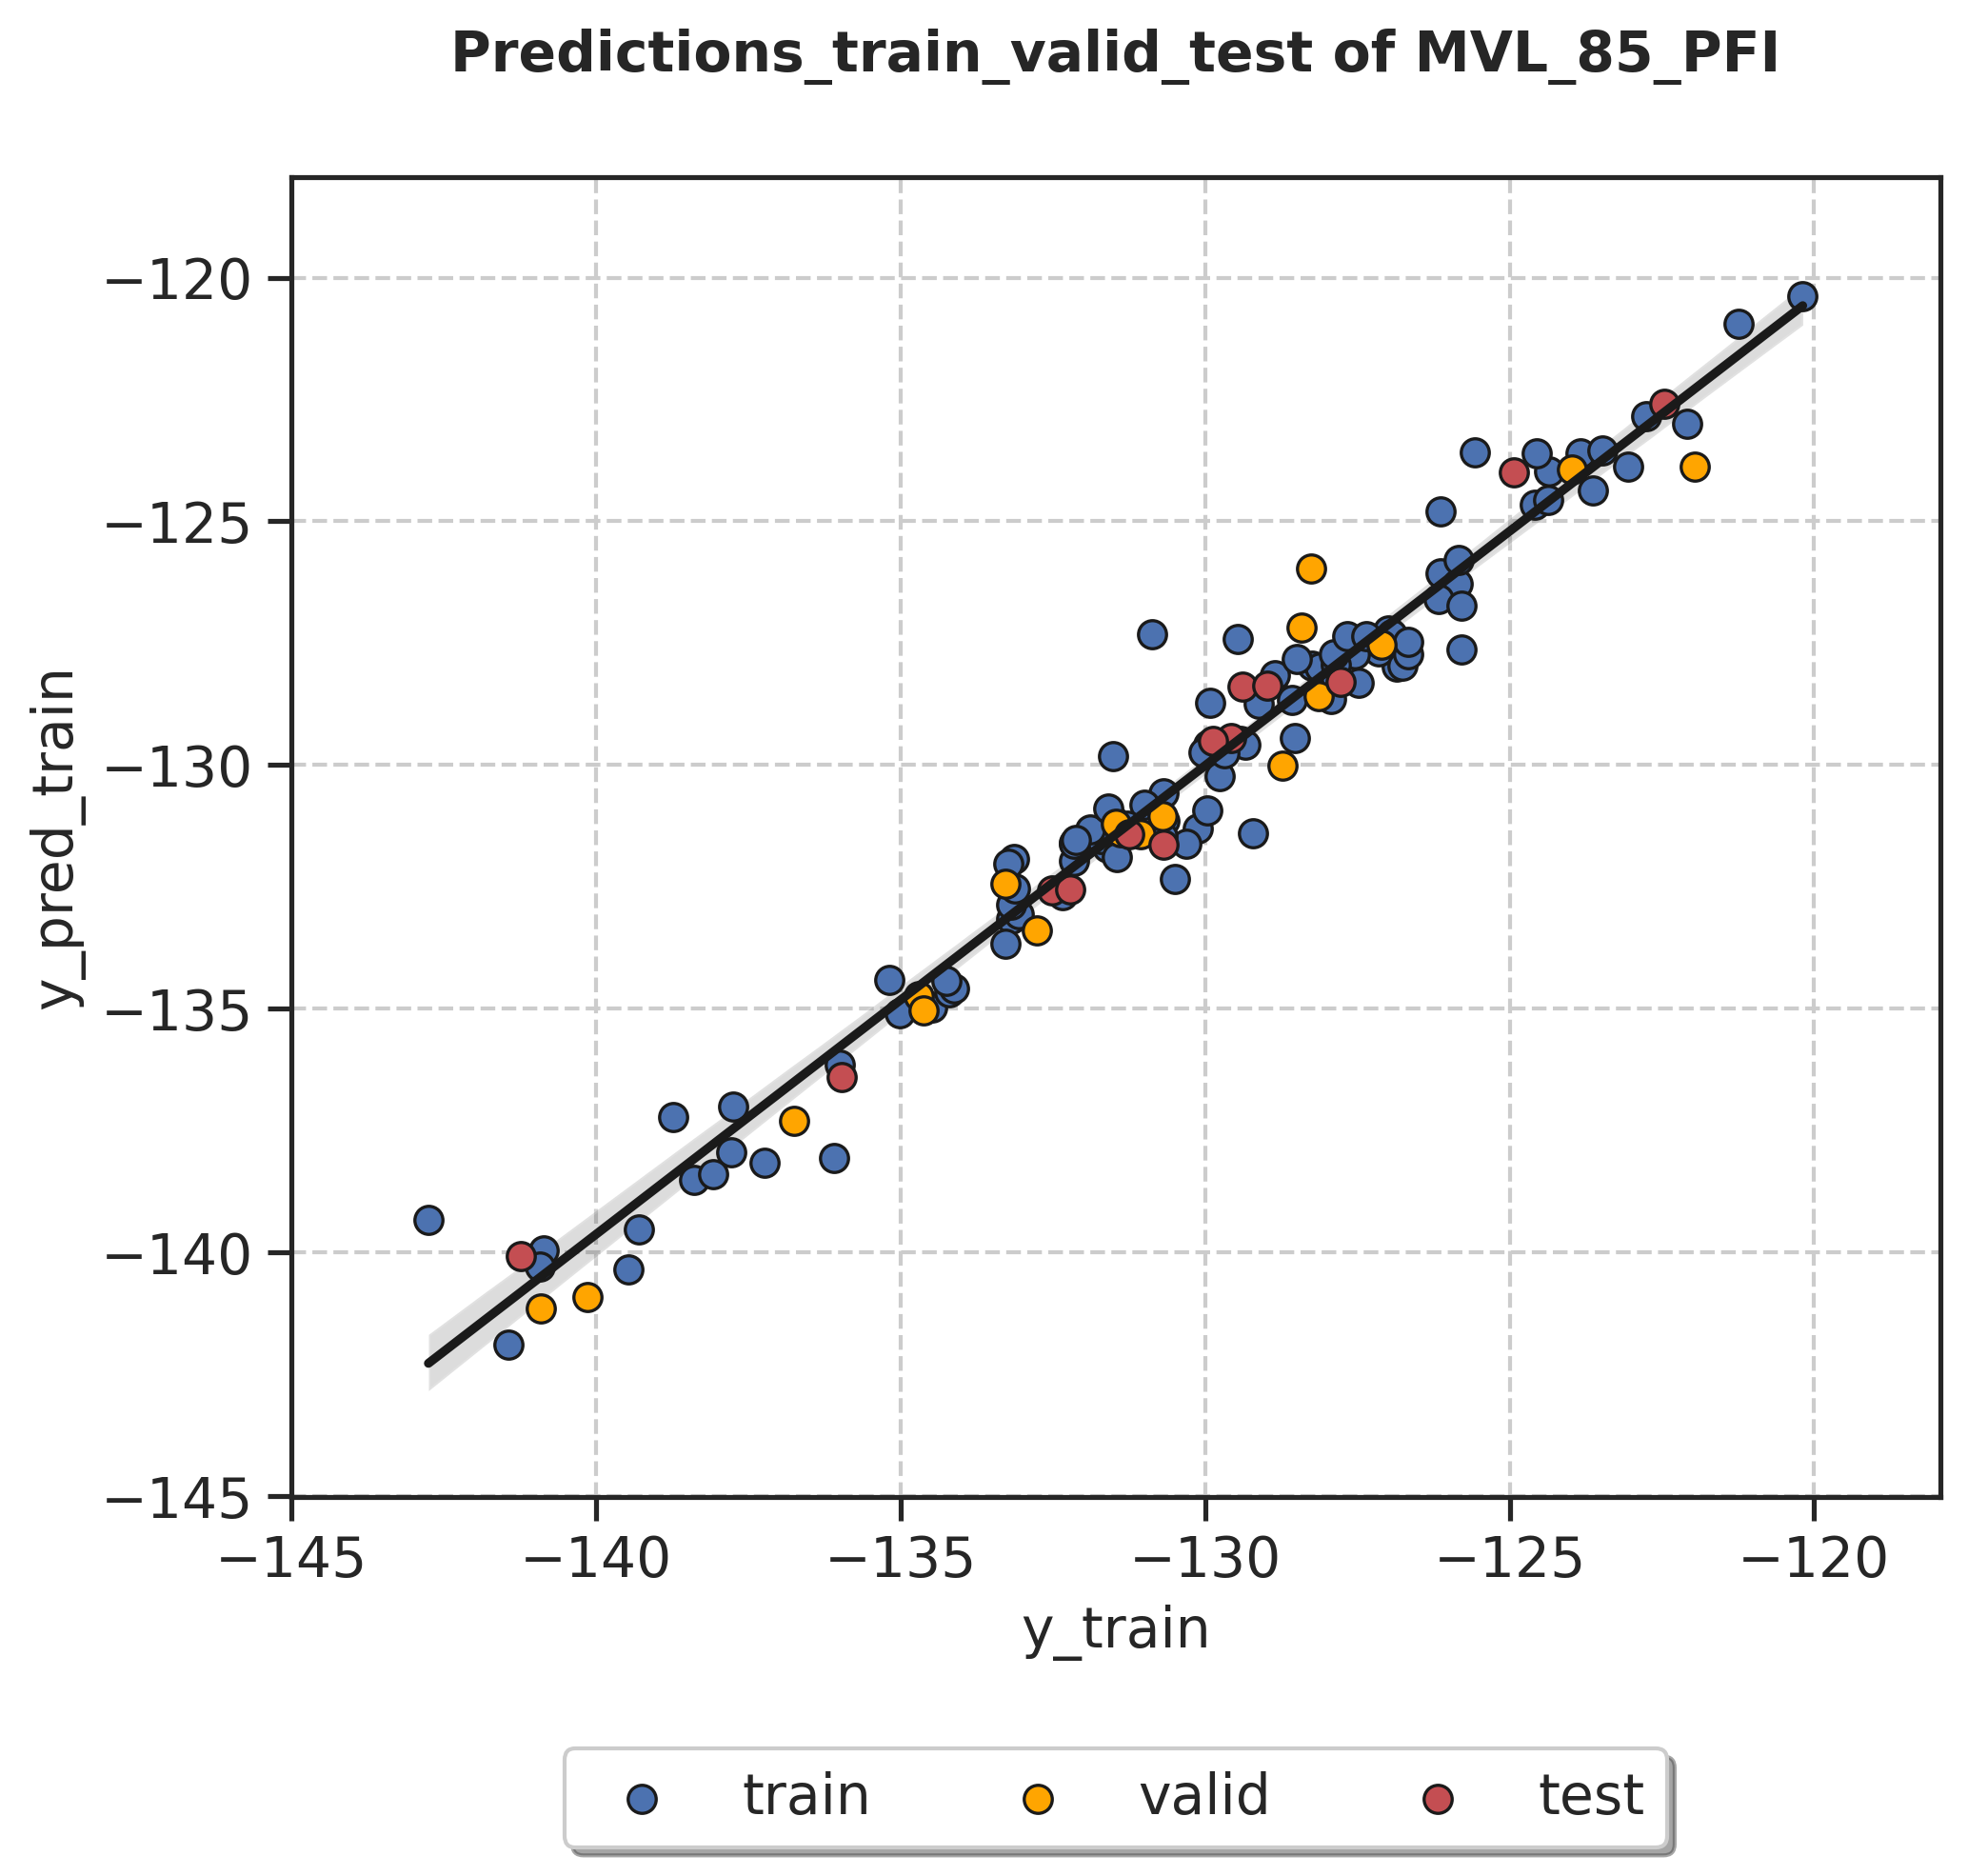 Predictions_train_valid_test of MVL_85_PFI
−120
−125
−130
−135
−140
−145
y_pred_train
−145 −140 −135 −130 −125 −120
y_train
train valid test